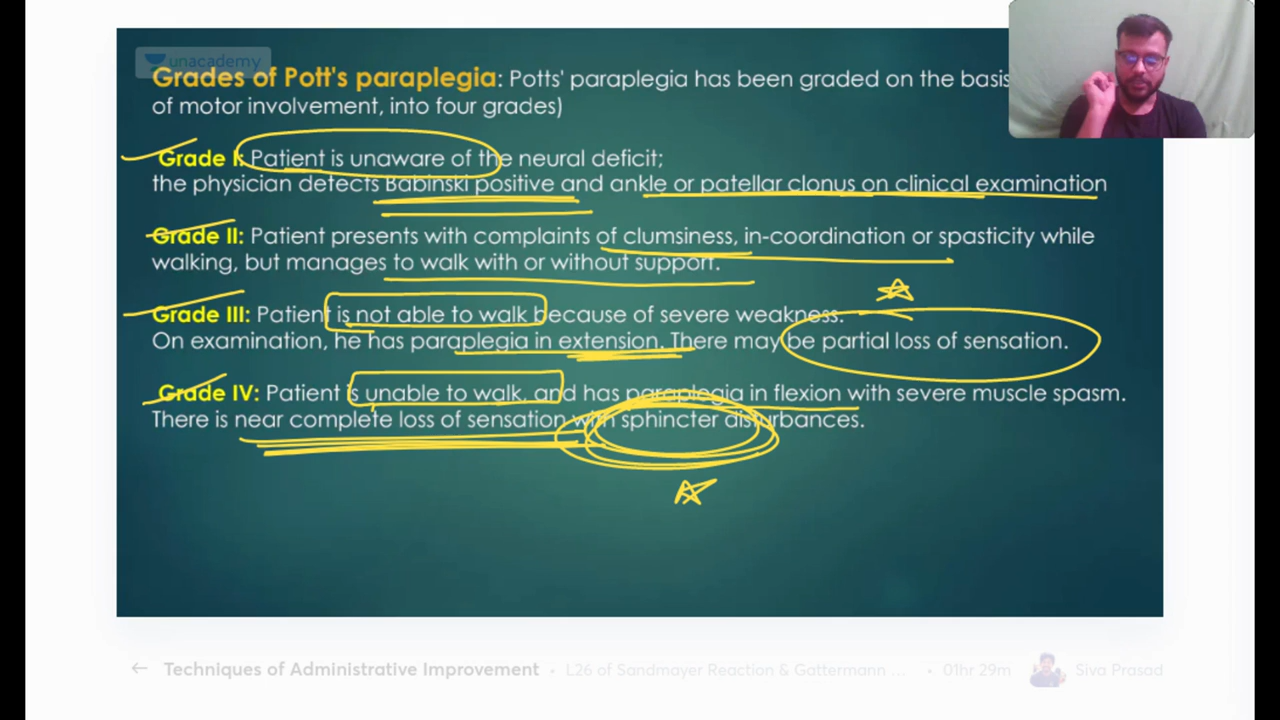 unacademy
Grades of Pott's paraplegia: Potts' paraplegia has been graded on the basis
of motor involvement, into four grades)
Grade I: Patient is unaware of the neural deficit;
the physician detects Babinski positive and ankle or patellar clonus on clinical examination
Grade II: Patient presents with complaints of clumsiness, in-coordination or spasticity while
walking, but manages to walk with or without support.
Grade III: Patient is not able to walk because of severe weakness.
On examination, he has paraplegia in extension. There may be partial loss of sensation.
Grade IV: Patient is unable to walk, and has paraplegia in flexion with severe muscle spasm.
There is near complete loss of sensation with sphincter disturbances.
Techniques of Administrative Improvement • L26 of Sandmayer Reaction & Gattermann ... • 01hr 29m Siva Prasad